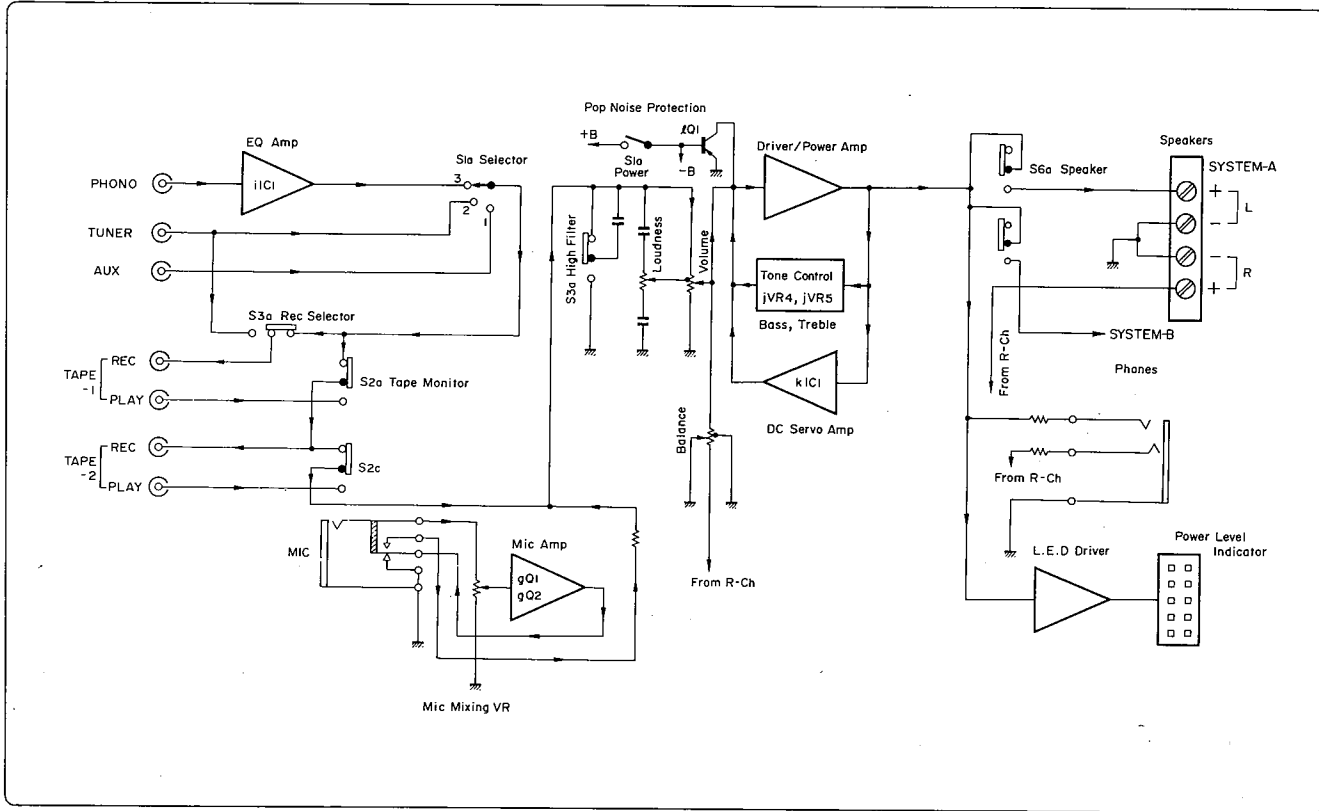 Pop Noise Protection
+B
ℓQ1
S1a
Power
-B
EQ Amp
i1C1
S1a Selector
3
2
1
PHONO
TUNER
AUX
S3a Rec Selector
REC
TAPE
-1
PLAY
S2a Tape Monitor
REC
TAPE
-2
PLAY
S2c
S3a High Filter
Loudness
Volume
Driver/Power Amp
Tone Control
jVR4, jVR5
Bass, Treble
k1C1
DC Servo Amp
Balance
From R-Ch
MIC
Mic Amp
gQ1
gQ2
Mic Mixing VR
S6a Speaker
Speakers
SYSTEM-A
+
L
-
-
R
+
SYSTEM-B
From R-Ch
Phanes
From R-Ch
L.E.D Driver
Power Level
Indicator